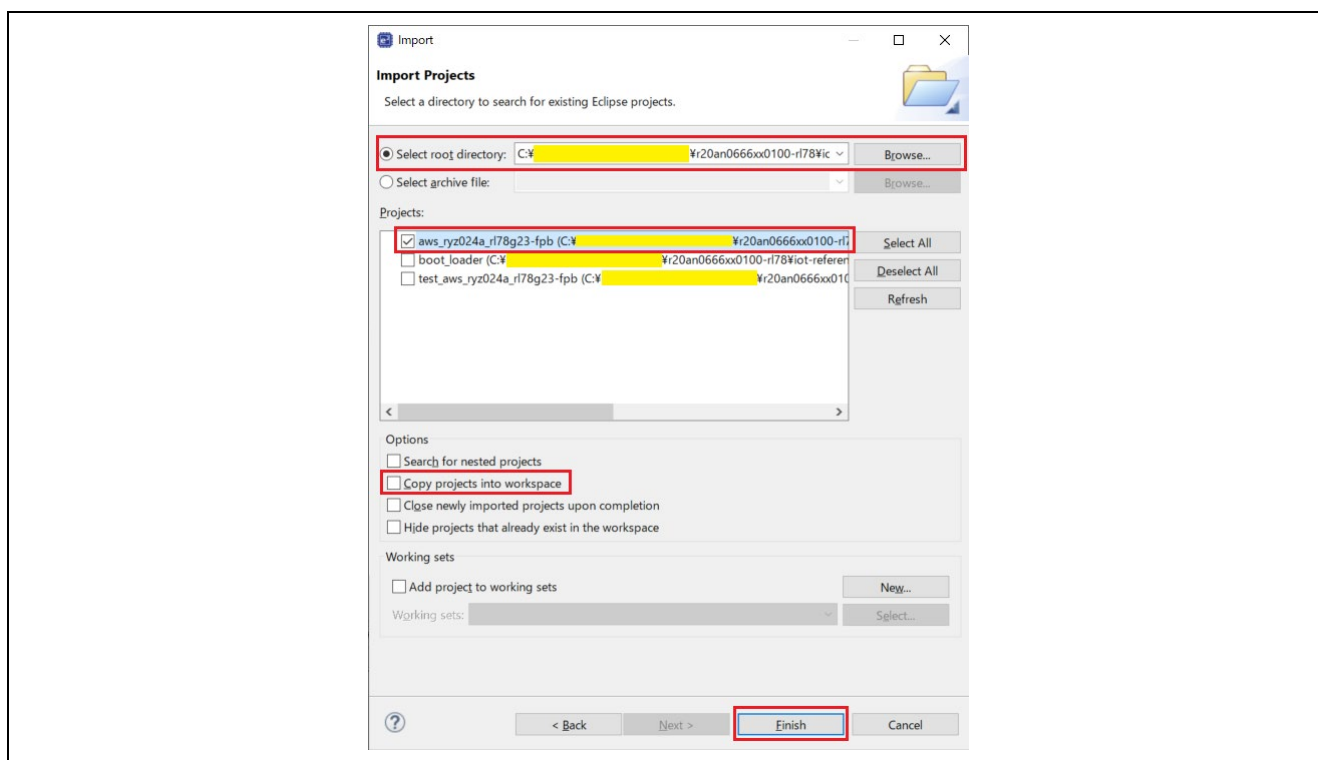 Import
Import Projects
Select a directory to search for existing Eclipse projects.
Select root directory: C:¥ ¥r20an0666xx0100-rl78¥ic Browse...
Select archive file: Browse...
Projects:
aws_ryz024a_rl78g23-fpb (C:¥ ¥r20an0666xx0100-rl7 Select All
boot_loader (C:¥ ¥r20an0666xx0100-rl78¥iot-referen Deselect All
test_aws_ryz024a_rl78g23-fpb (C:¥ ¥r20an0666xx010 Refresh
Options
Search for nested projects
Copy projects into workspace
Close newly imported projects upon completion
Hide projects that already exist in the workspace
Working sets
Add project to working sets New...
Working sets: Select...
? < Back Next > Finish Cancel